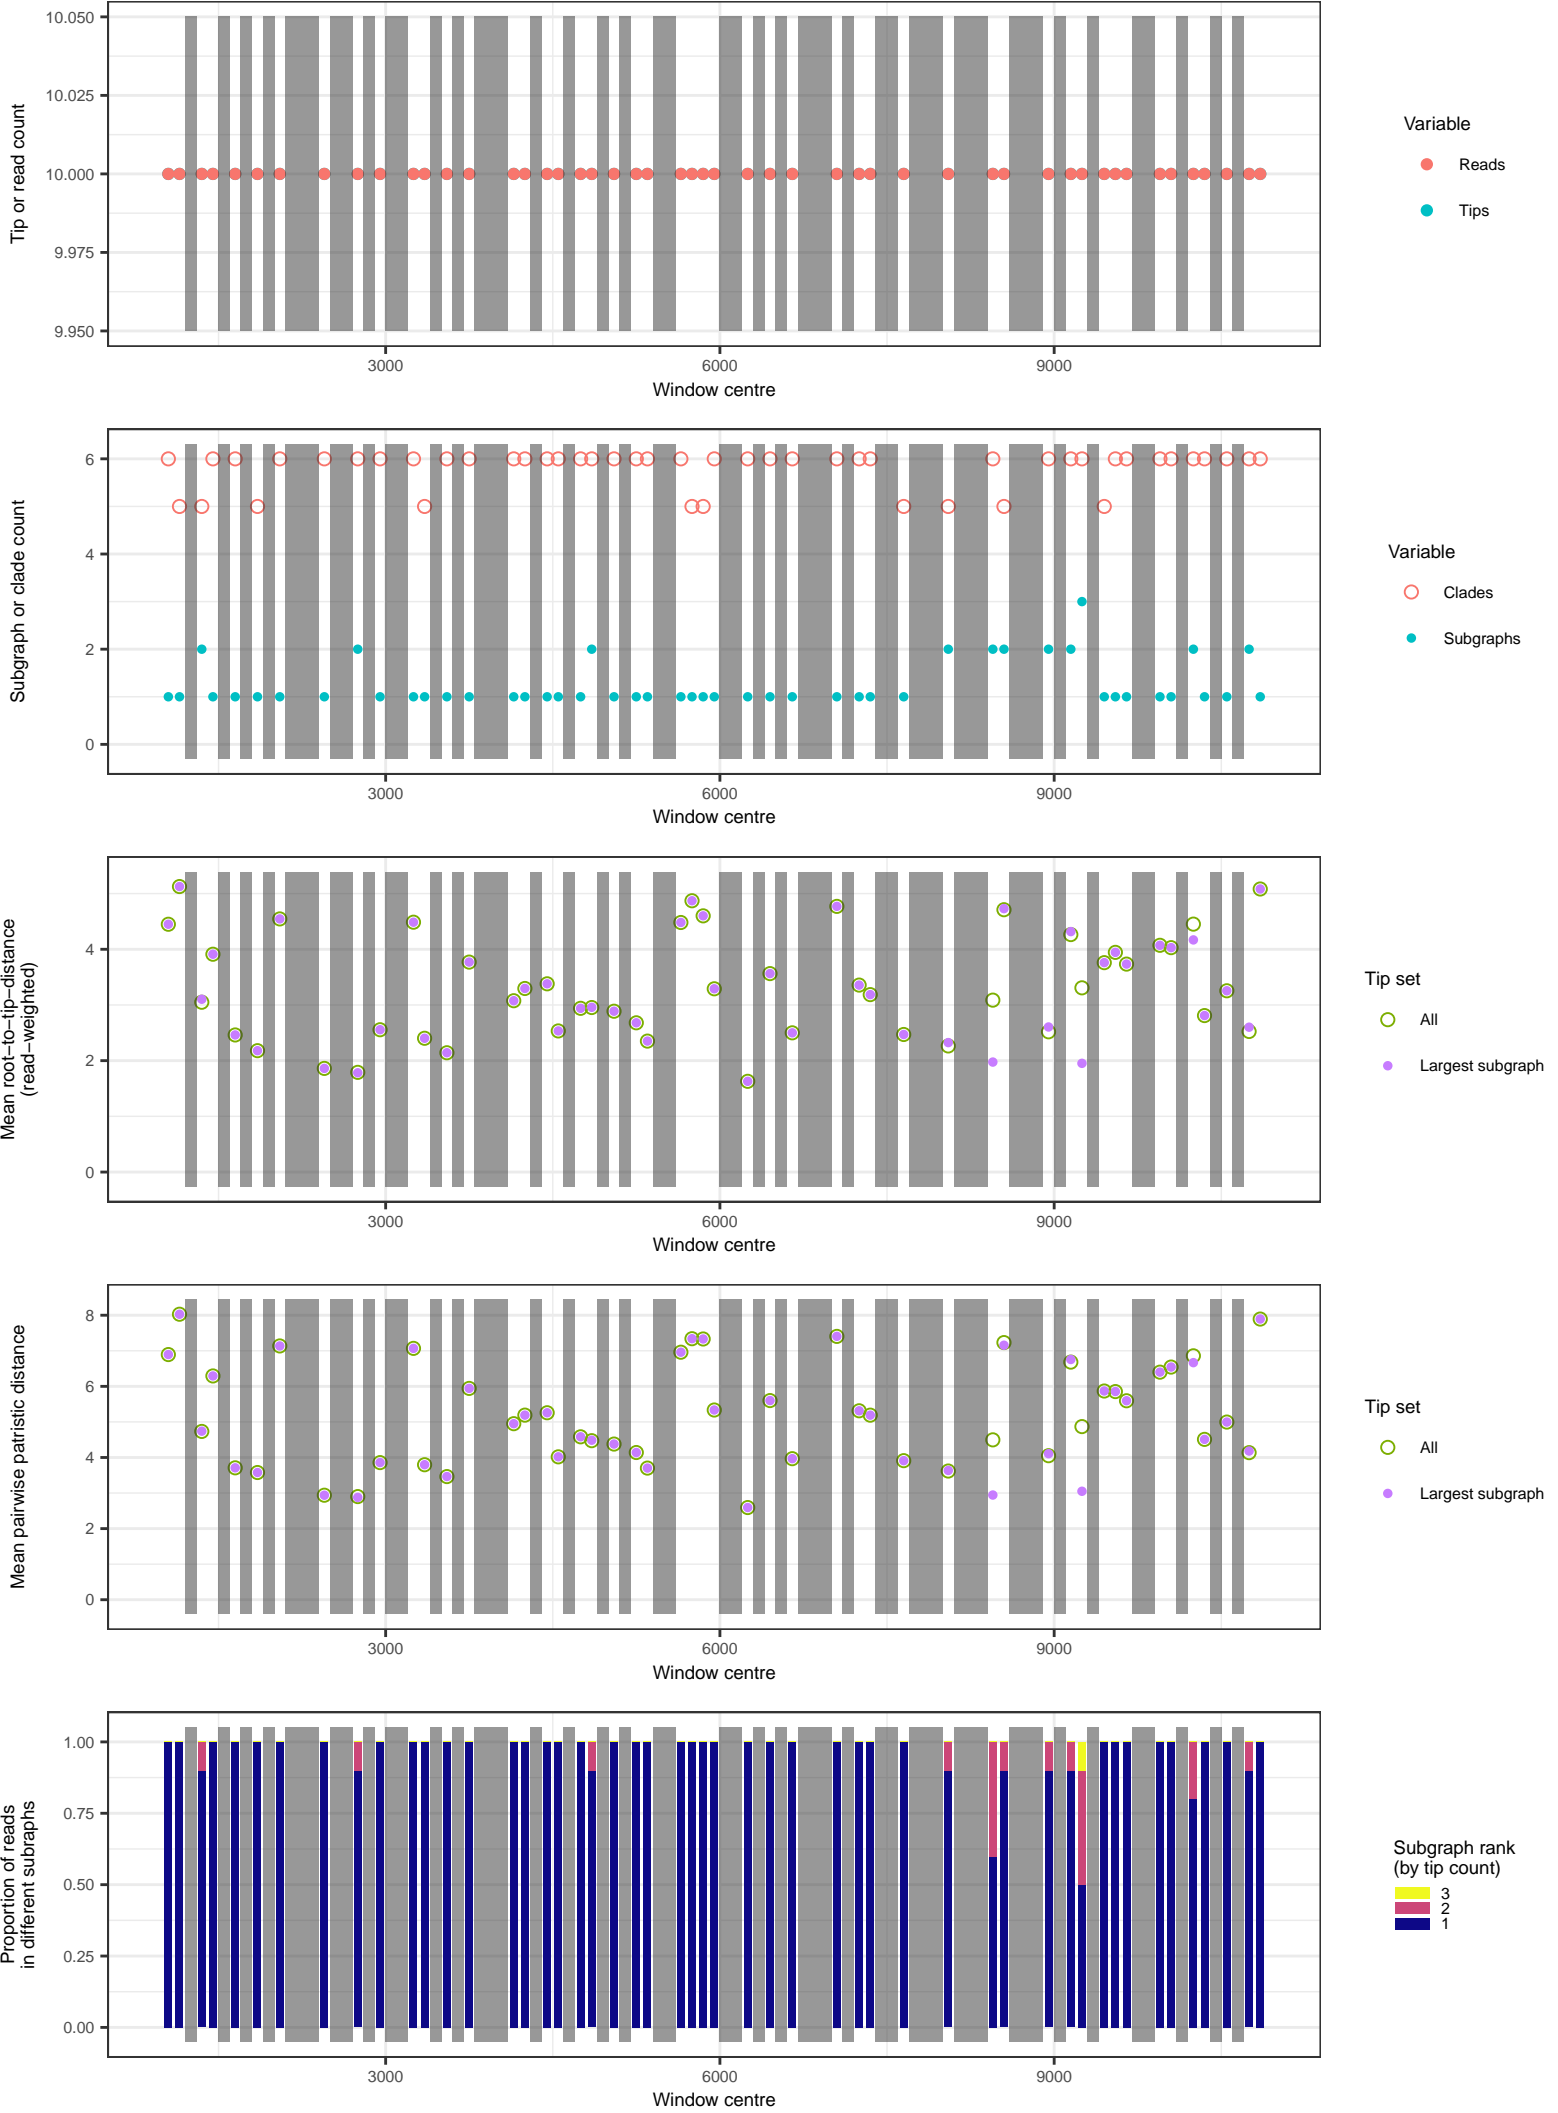 10.050
10.025
10.000
9.975
9.950
Tip or read count
3000
6000
9000
Window centre
Variable
Reads
Tips
6
4
2
0
Subgraph or clade count
3000
6000
9000
Window centre
Variable
Clades
Subgraphs
4
2
0
Mean root−to−tip−distance
(read−weighted)
3000
6000
9000
Window centre
Tip set
All
Largest subgraph
8
6
4
2
0
Mean pairwise patristic distance
3000
6000
9000
Window centre
Tip set
All
Largest subgraph
1.00
0.75
0.50
0.25
0.00
Proportion of reads
in different subraphs
3000
6000
9000
Window centre
Subgraph rank
(by tip count)
3
2
1